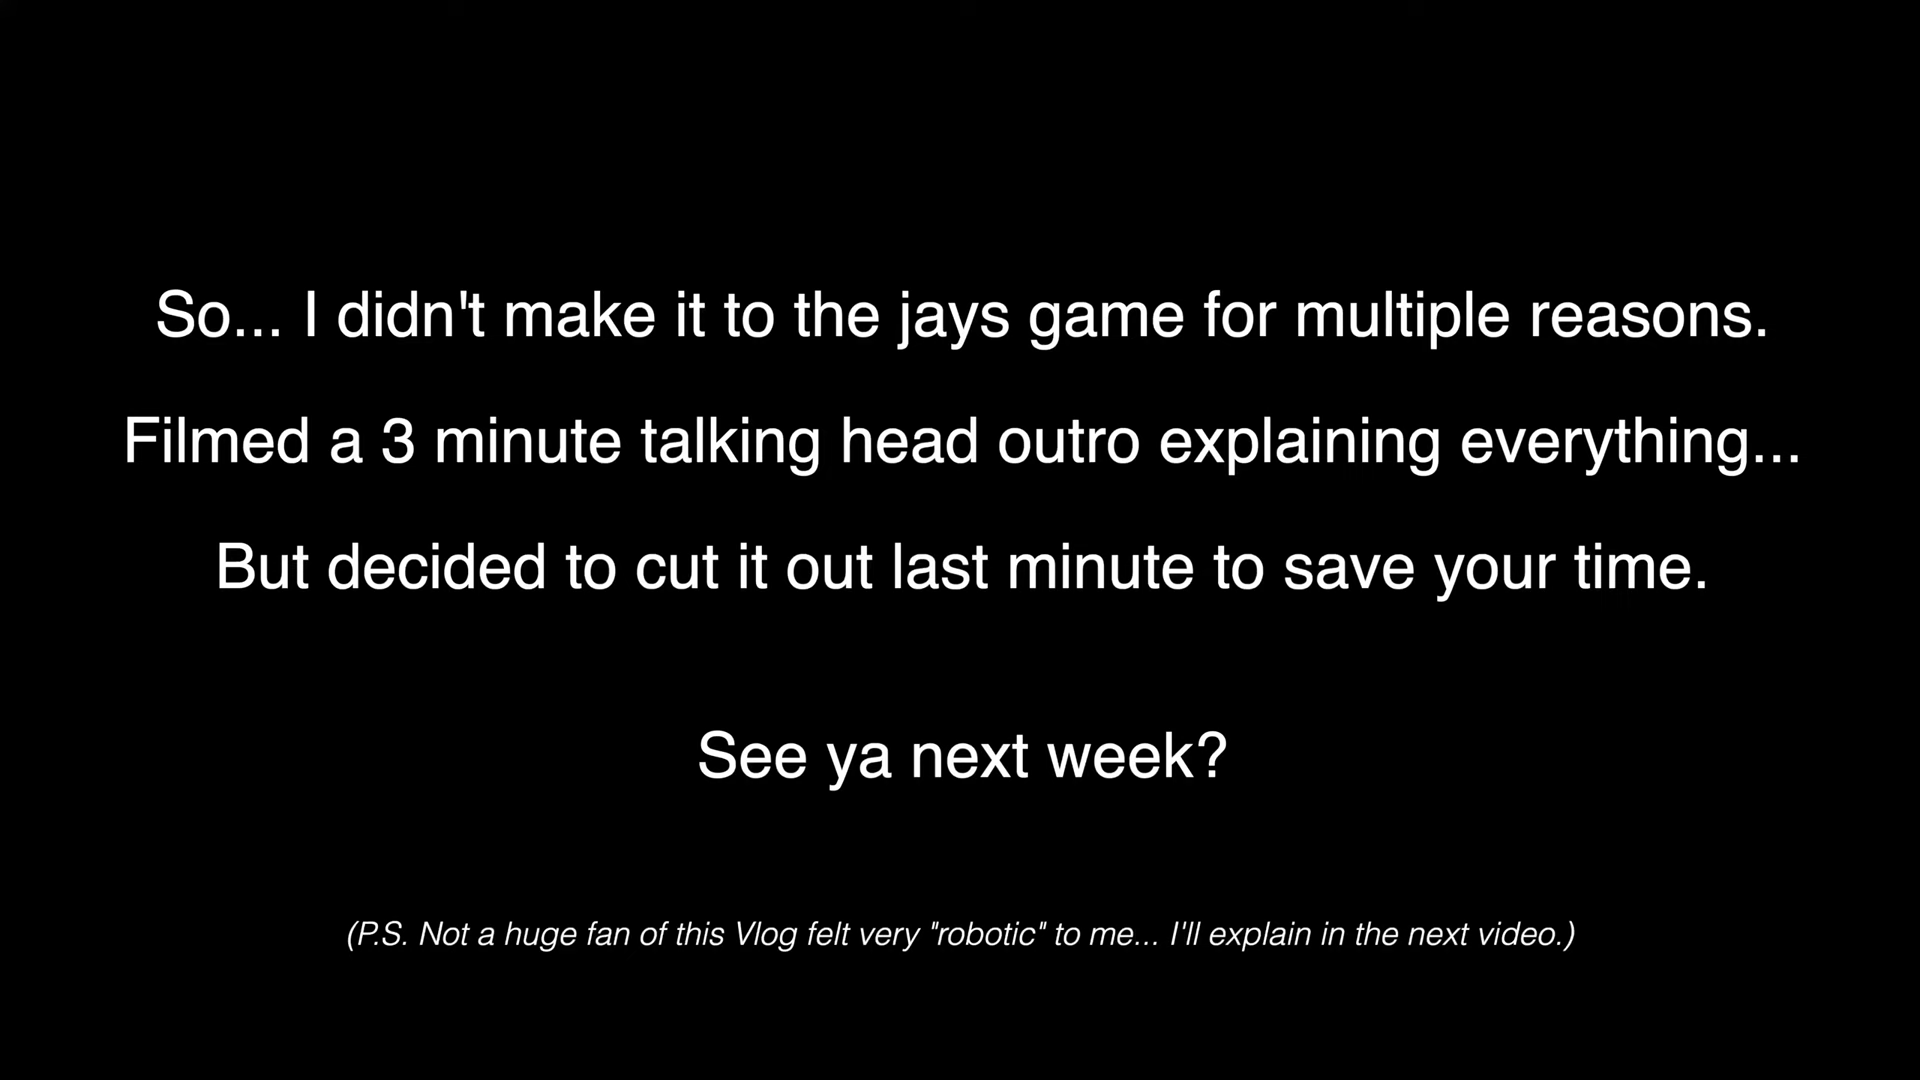 So... I didn't make it to the jays game for multiple reasons.
Filmed a 3 minute talking head outro explaining everything...
But decided to cut it out last minute to save your time.
See ya next week?
(P.S. Not a huge fan of this Vlog felt very "robotic" to me... I'll explain in the next video.)